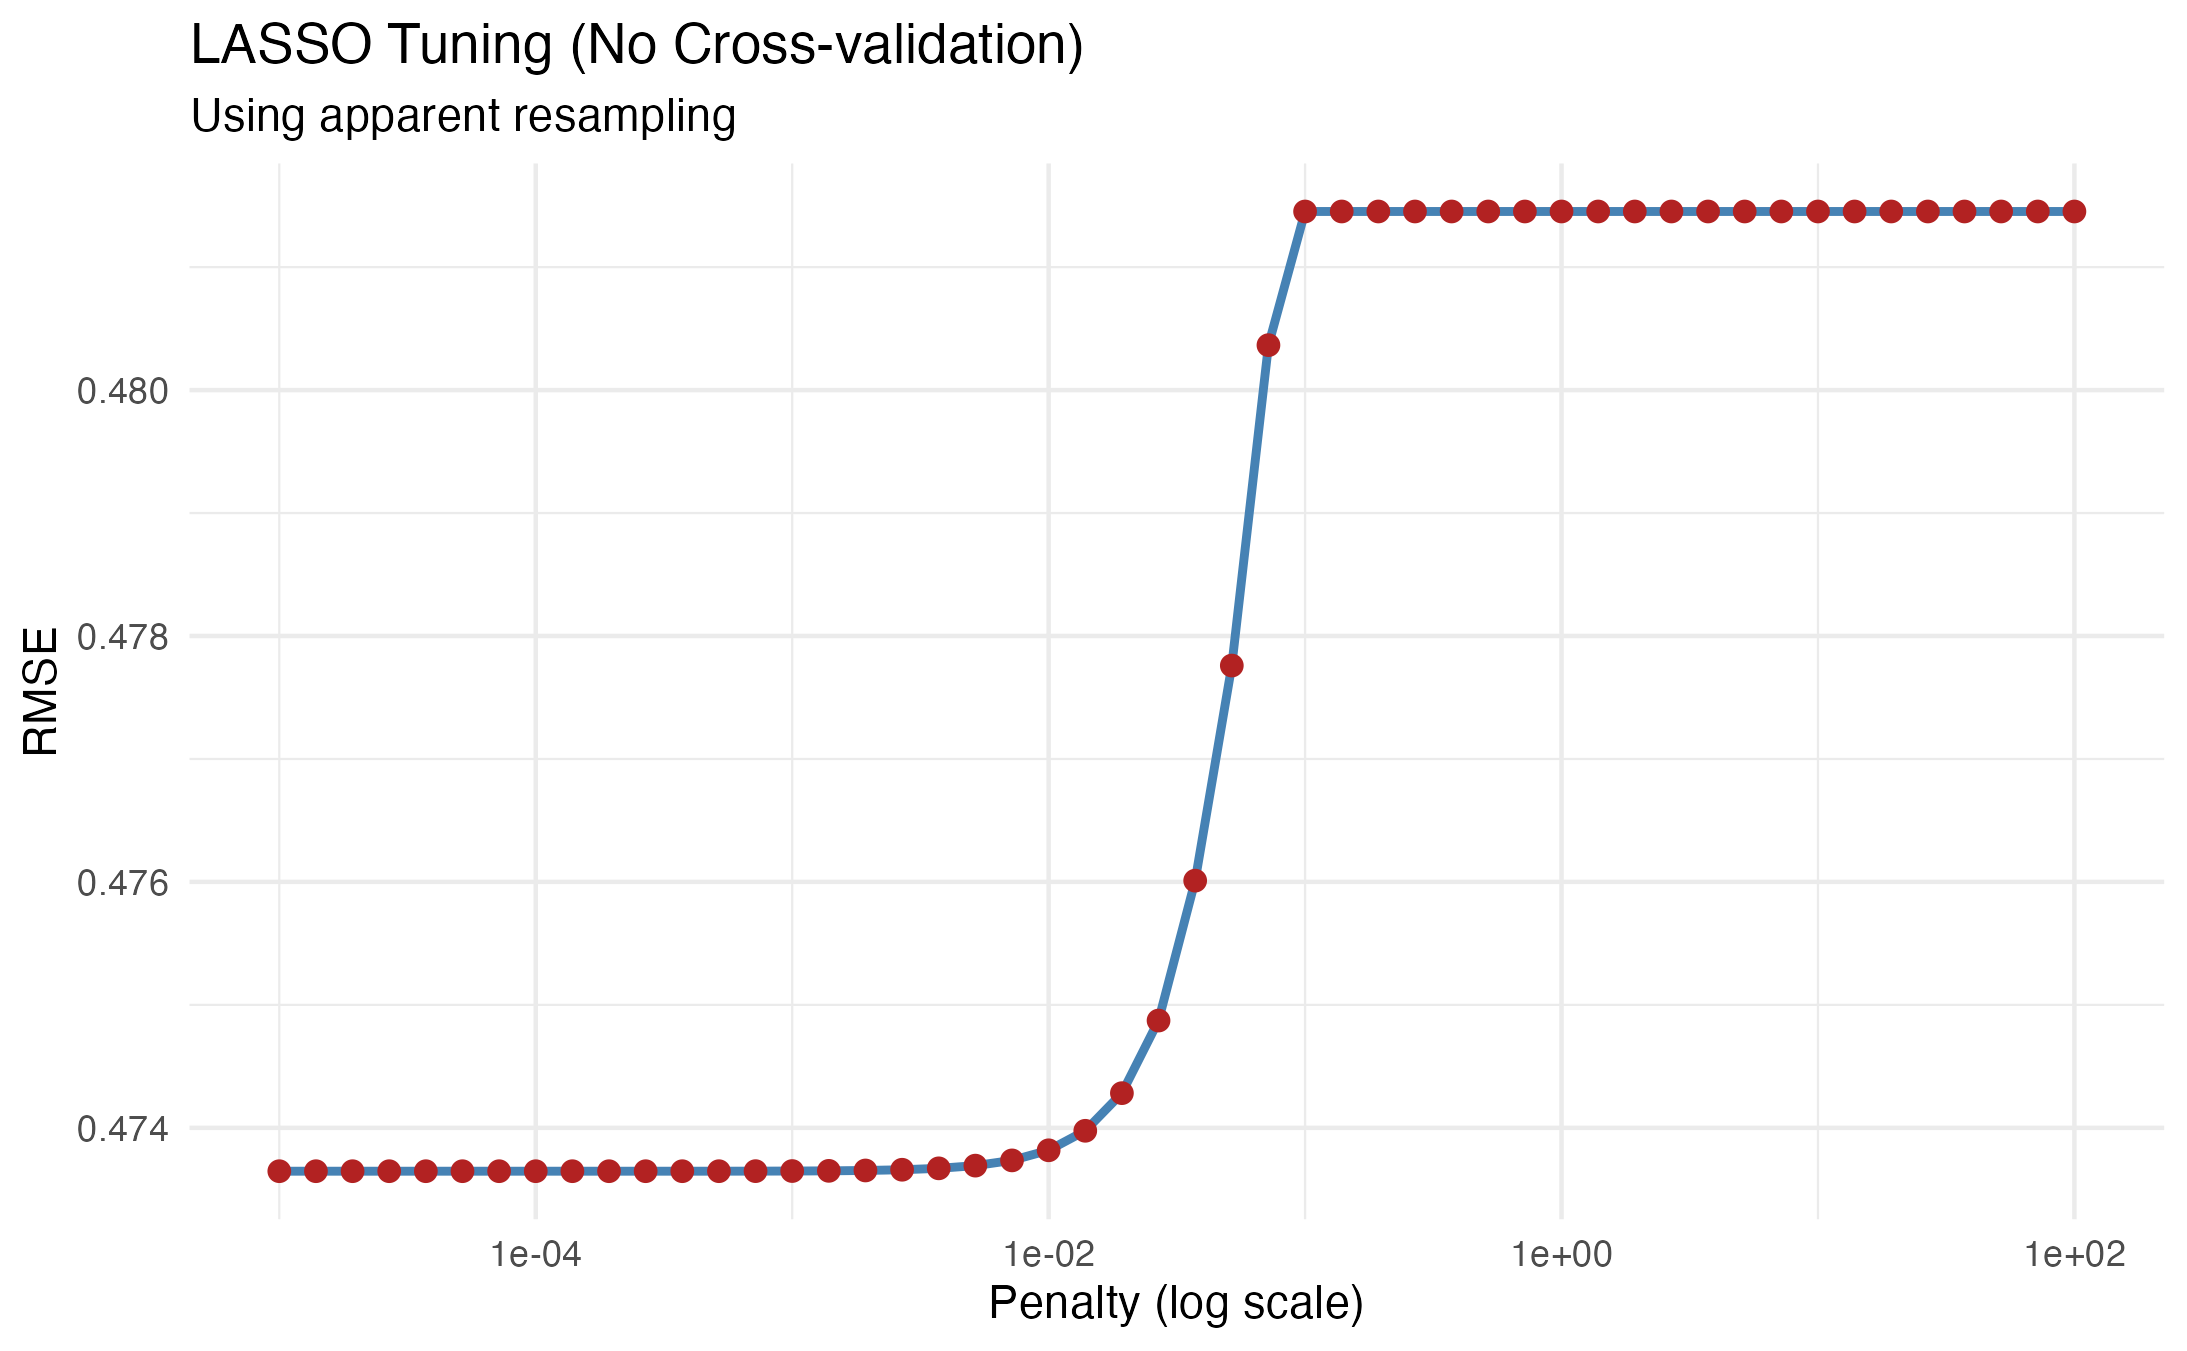 LASSO Tuning (No Cross-validation)
Using apparent resampling
RMSE
0.480
0.478
0.476
0.474
1e-04
1e-02
1e+00
1e+02
Penalty (log scale)